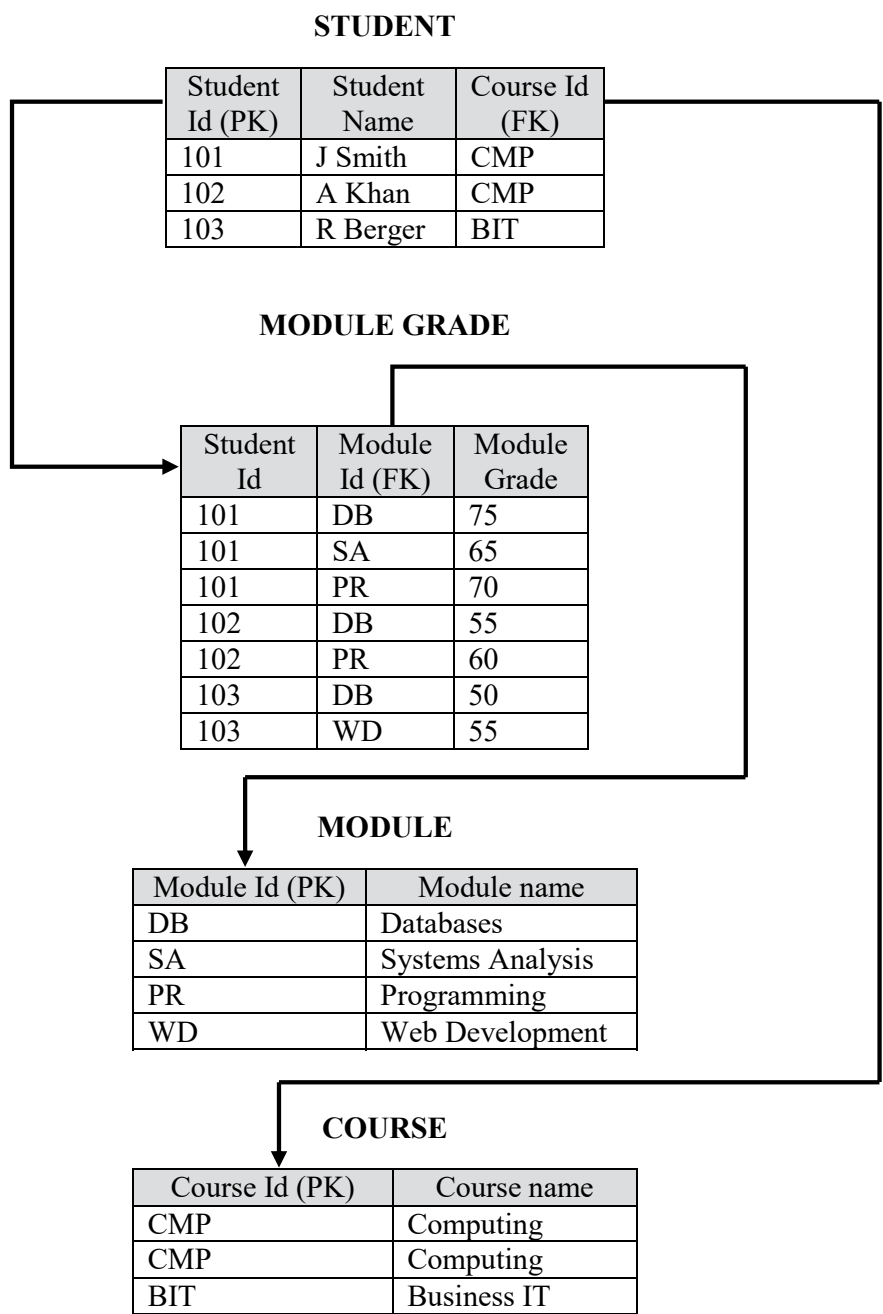 STUDENT
Student Id (PK) Student Name Course Id (FK)
101 J Smith CMP
102 A Khan CMP
103 R Berger BIT
MODULE GRADE
Student Id Module Id (FK) Module Grade
101 DB 75
101 SA 65
101 PR 70
102 DB 55
102 PR 60
103 DB 50
103 WD 55
MODULE
Module Id (PK) Module name
DB Databases
SA Systems Analysis
PR Programming
WD Web Development
COURSE
Course Id (PK) Course name
CMP Computing
CMP Computing
BIT Business IT